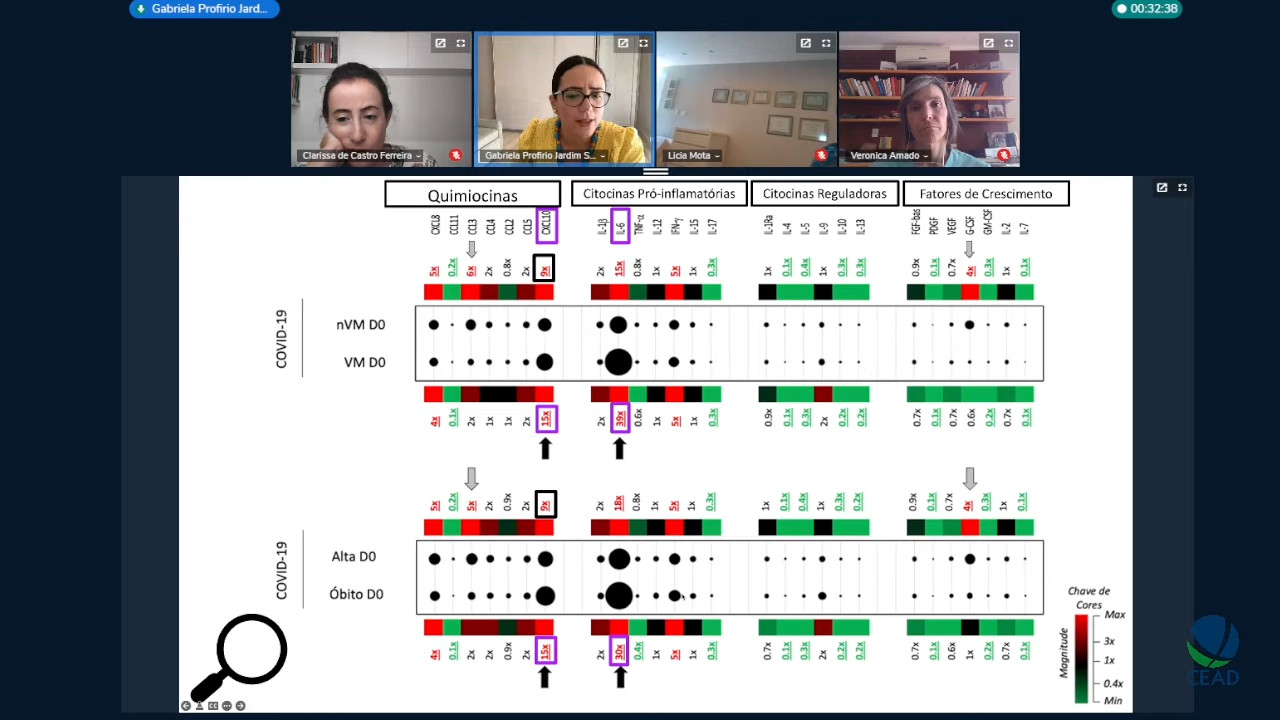 Gabriela Profirio Jard...
00:32:38
Clarissa de Castro Ferreira
Gabriela Profirio Jardim S...
Licia Mota
Veronica Amado
Quimiocinas
Citocinas Pró-inflamatórias
Citocinas Reguladoras
Fatores de Crescimento
CXCL8 CCL11 CCL3 CCL4 CCL2 CCL5 CXCL10 IL-1β IL-6 TNF-α IL-12 IFN-γ IL-15 IL-17 IL-1Ra IL-4 IL-5 IL-9 IL-10 IL-13 FGF-bas PDGF VEGF G-CSF GM-CSF IL-2 IL-7
5x 0.2x 6x 2x 0.8x 2x 9x 2x 15x 0.8x 1x 5x 1x 0.3x 1x 0.1x 0.4x 1x 0.3x 0.3x 0.9x 0.1x 0.7x 4x 0.3x 1x 0.1x
COVID-19
nVM D0
VM D0
4x 0.1x 2x 1x 1x 2x 15x 2x 39x 0.6x 1x 5x 1x 0.3x 0.9x 0.1x 0.3x 2x 0.2x 0.2x 0.7x 0.1x 0.7x 0.6x 0.2x 0.7x 0.1x
5x 0.2x 5x 2x 0.9x 2x 9x 2x 18x 0.8x 1x 5x 1x 0.3x 1x 0.1x 0.4x 1x 0.3x 0.2x 0.9x 0.1x 0.7x 4x 0.3x 1x 0.1x
COVID-19
Alta D0
Óbito D0
4x 0.1x 2x 2x 0.9x 2x 15x 2x 30x 0.4x 1x 5x 1x 0.3x 0.7x 0.1x 0.3x 2x 0.2x 0.2x 0.7x 0.1x 0.6x 1x 0.2x 0.7x 0.1x
Chave de
Cores
Magnitude
Max
3x
1x
0.4x
Min
CEAD